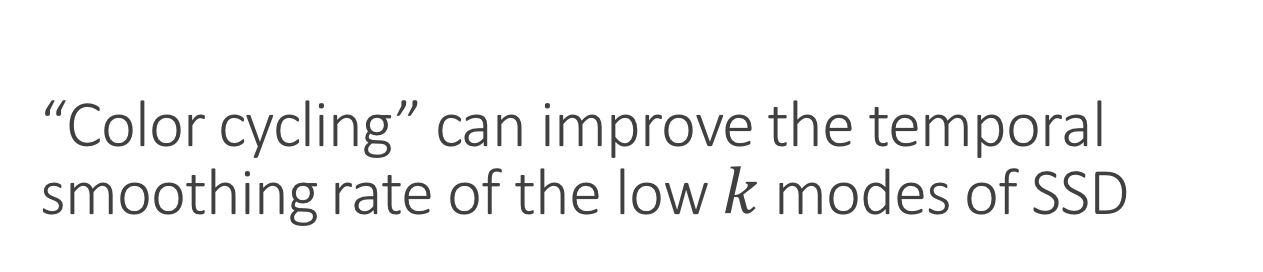 “Color cycling” can improve the temporal
smoothing rate of the low k modes of SSD